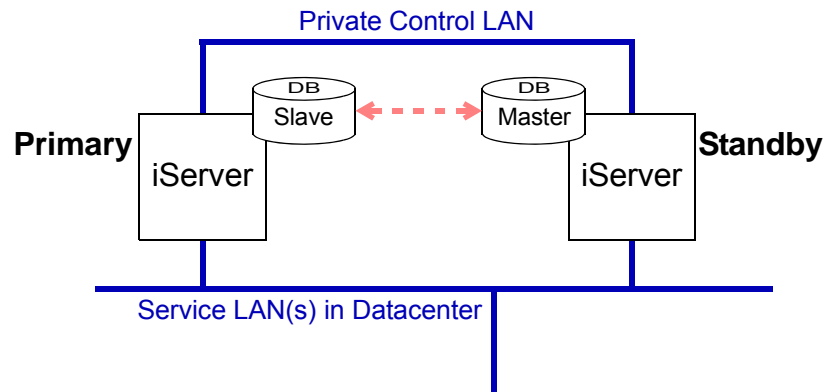 Private Control LAN
DB
Slave
DB
Master
Primary
iServer
iServer
Standby
Service LAN(s) in Datacenter